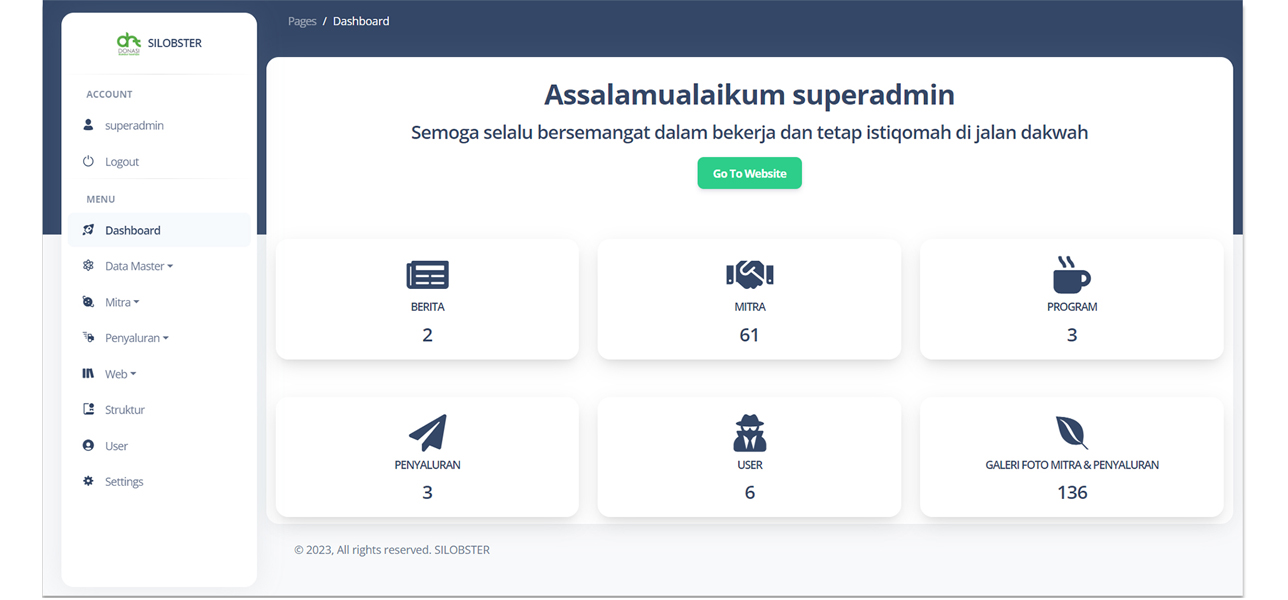 Pages / Dashboard
DONASI
SILOBSTER
ACCOUNT
superadmin
Logout
MENU
Dashboard
Data Master
Mitra
Penyaluran
Web
Struktur
User
Settings
Assalamualaikum superadmin
Semoga selalu bersemangat dalam bekerja dan tetap istiqomah di jalan dakwah
Go To Website
BERITA
2
MITRA
61
PROGRAM
3
PENYALURAN
3
USER
6
GALERI FOTO MITRA & PENYALURAN
136
© 2023, All rights reserved. SILOBSTER